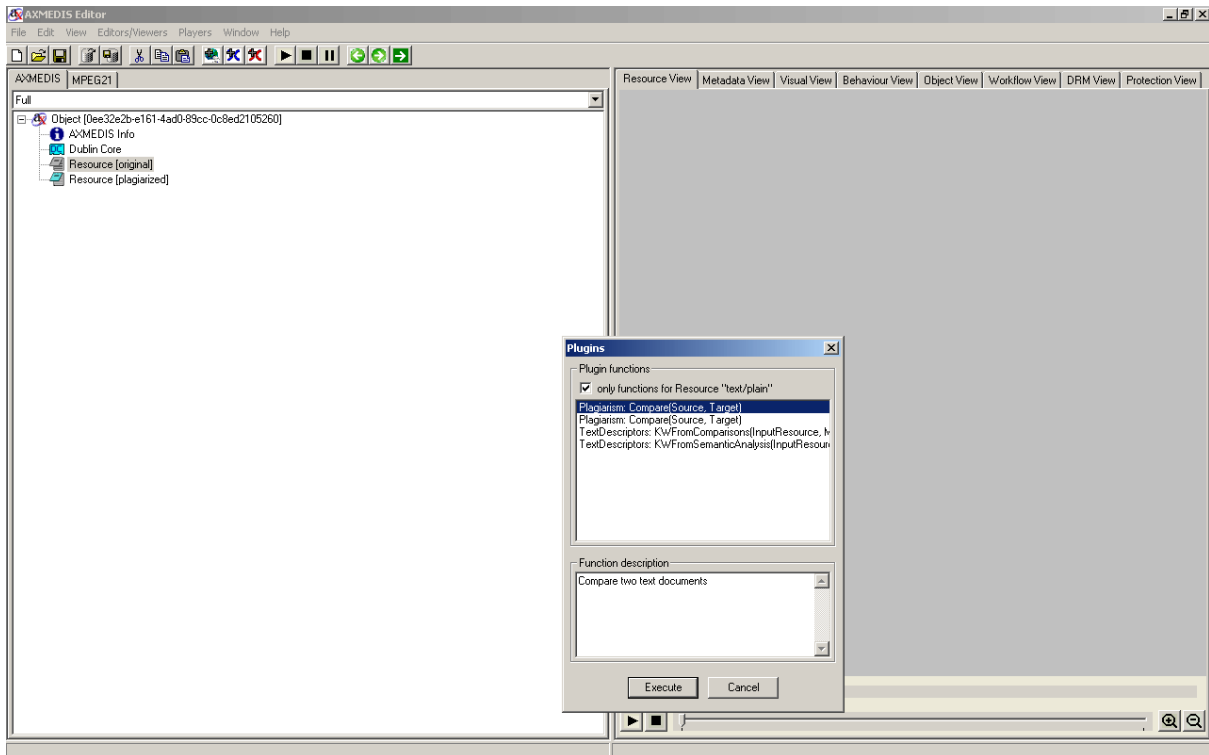 AXMEDIS Editor
File Edit View Editors/Viewers Players Window Help
AXMEDIS MPEG21
Full
Object [0ee32e2b-e161-4ad0-89cc-0c8ed2105260]
AXMEDIS Info
Dublin Core
Resource [original]
Resource [plagiarized]
Resource View Metadata View Visual View Behaviour View Object View Workflow View DRM View Protection View
Plugins
Plugin functions
only functions for Resource "text/plain"
Plagiarism: Compare(Source, Target)
Plagiarism: Compare(Source, Target)
TextDescriptors: KWFromComparisons(InputResource,
TextDescriptors: KWFromSemanticAnalysis(InputResour
Function description
Compare two text documents
Execute Cancel